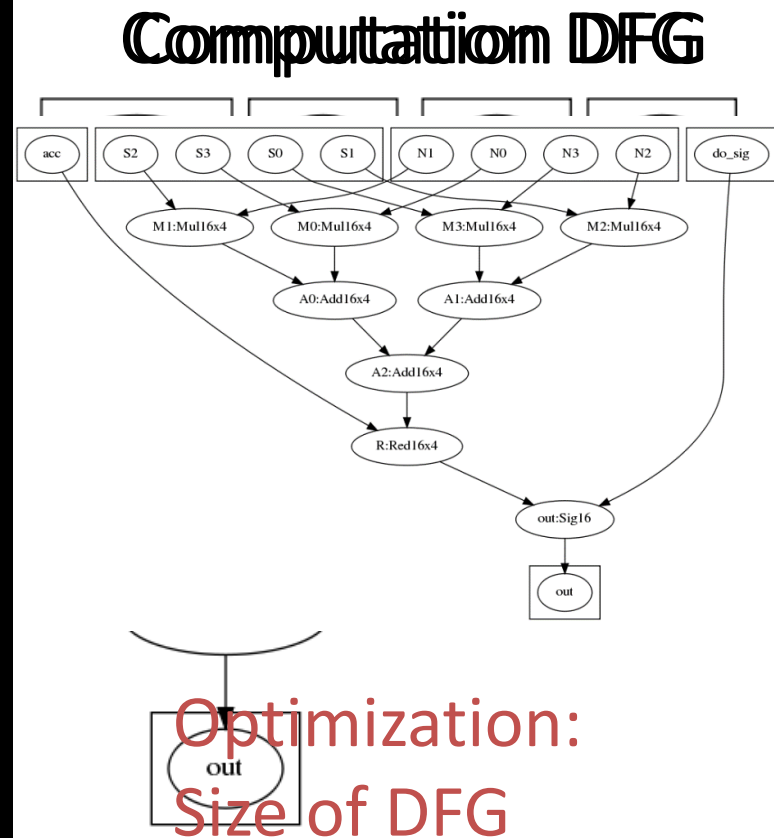 Computation DFG
acc S2 S3 S0 S1 N1 N0 N3 N2 do_sig
M1:Mul16x4 M0:Mul16x4 M3:Mul16x4 M2:Mul16x4
A0:Add16x4 A1:Add16x4
A2:Add16x4
R:Red16x4
out:Sig16
out
Optimization:
out
Size of DFG